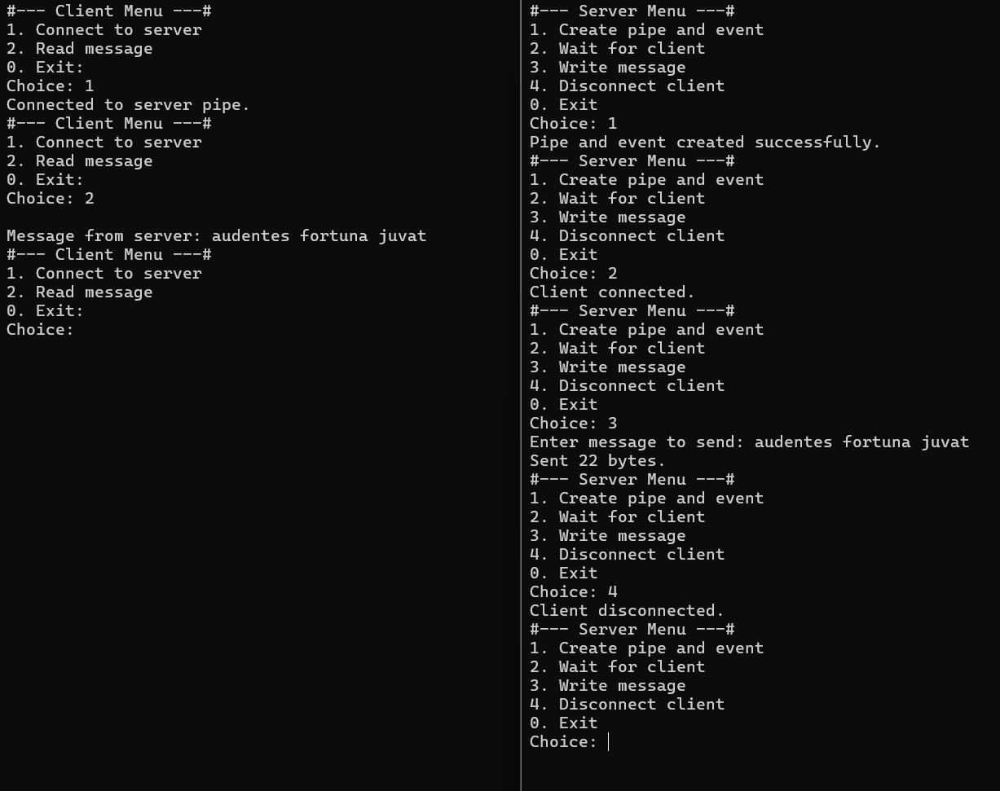 #--- Client Menu ---#
1. Connect to server
2. Read message
0. Exit:
Choice: 1
Connected to server pipe.
#--- Client Menu ---#
1. Connect to server
2. Read message
0. Exit:
Choice: 2
Message from server: audentes fortuna juvat
#--- Client Menu ---#
1. Connect to server
2. Read message
0. Exit:
Choice:
#--- Server Menu ---#
1. Create pipe and event
2. Wait for client
3. Write message
4. Disconnect client
0. Exit
Choice: 1
Pipe and event created successfully.
#--- Server Menu ---#
1. Create pipe and event
2. Wait for client
3. Write message
4. Disconnect client
0. Exit
Choice: 2
Client connected.
#--- Server Menu ---#
1. Create pipe and event
2. Wait for client
3. Write message
4. Disconnect client
0. Exit
Choice: 3
Enter message to send: audentes fortuna juvat
Sent 22 bytes.
#--- Server Menu ---#
1. Create pipe and event
2. Wait for client
3. Write message
4. Disconnect client
0. Exit
Choice: 4
Client disconnected.
#--- Server Menu ---#
1. Create pipe and event
2. Wait for client
3. Write message
4. Disconnect client
0. Exit
Choice: